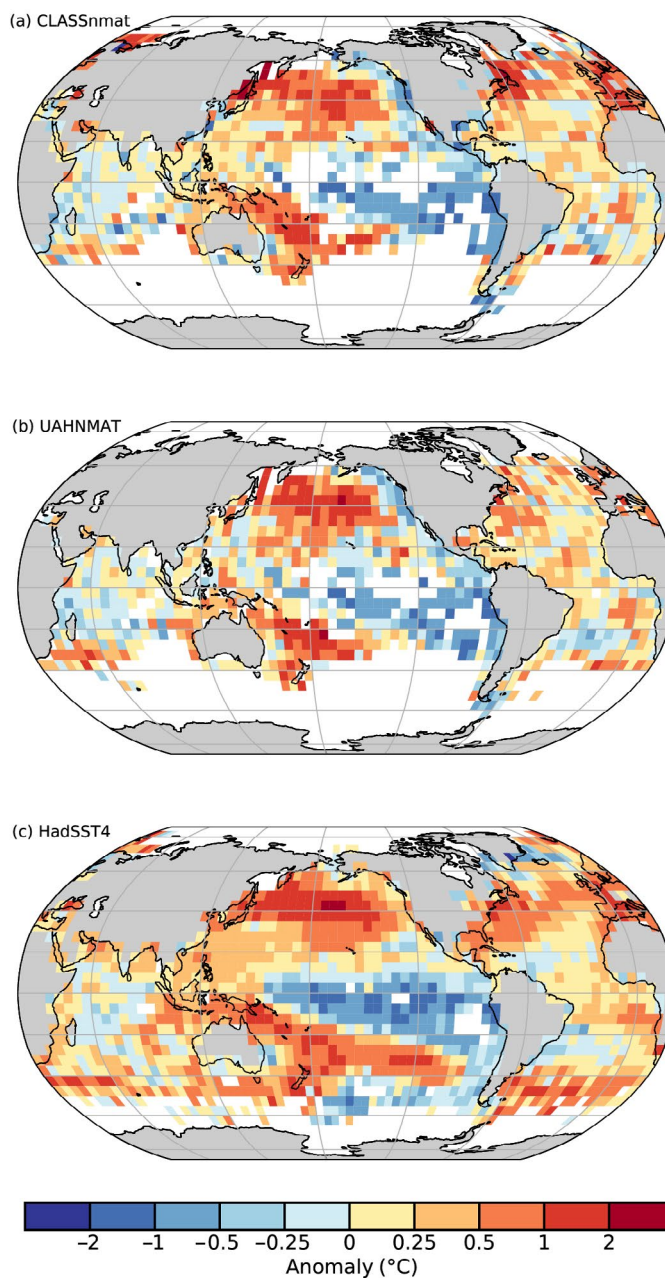 (a) CLASSnmat
(b) UAHNMAT
(c) HadSST4
–2 –1 –0.5 –0.25 0 0.25 0.5 1 2
Anomaly (°C)